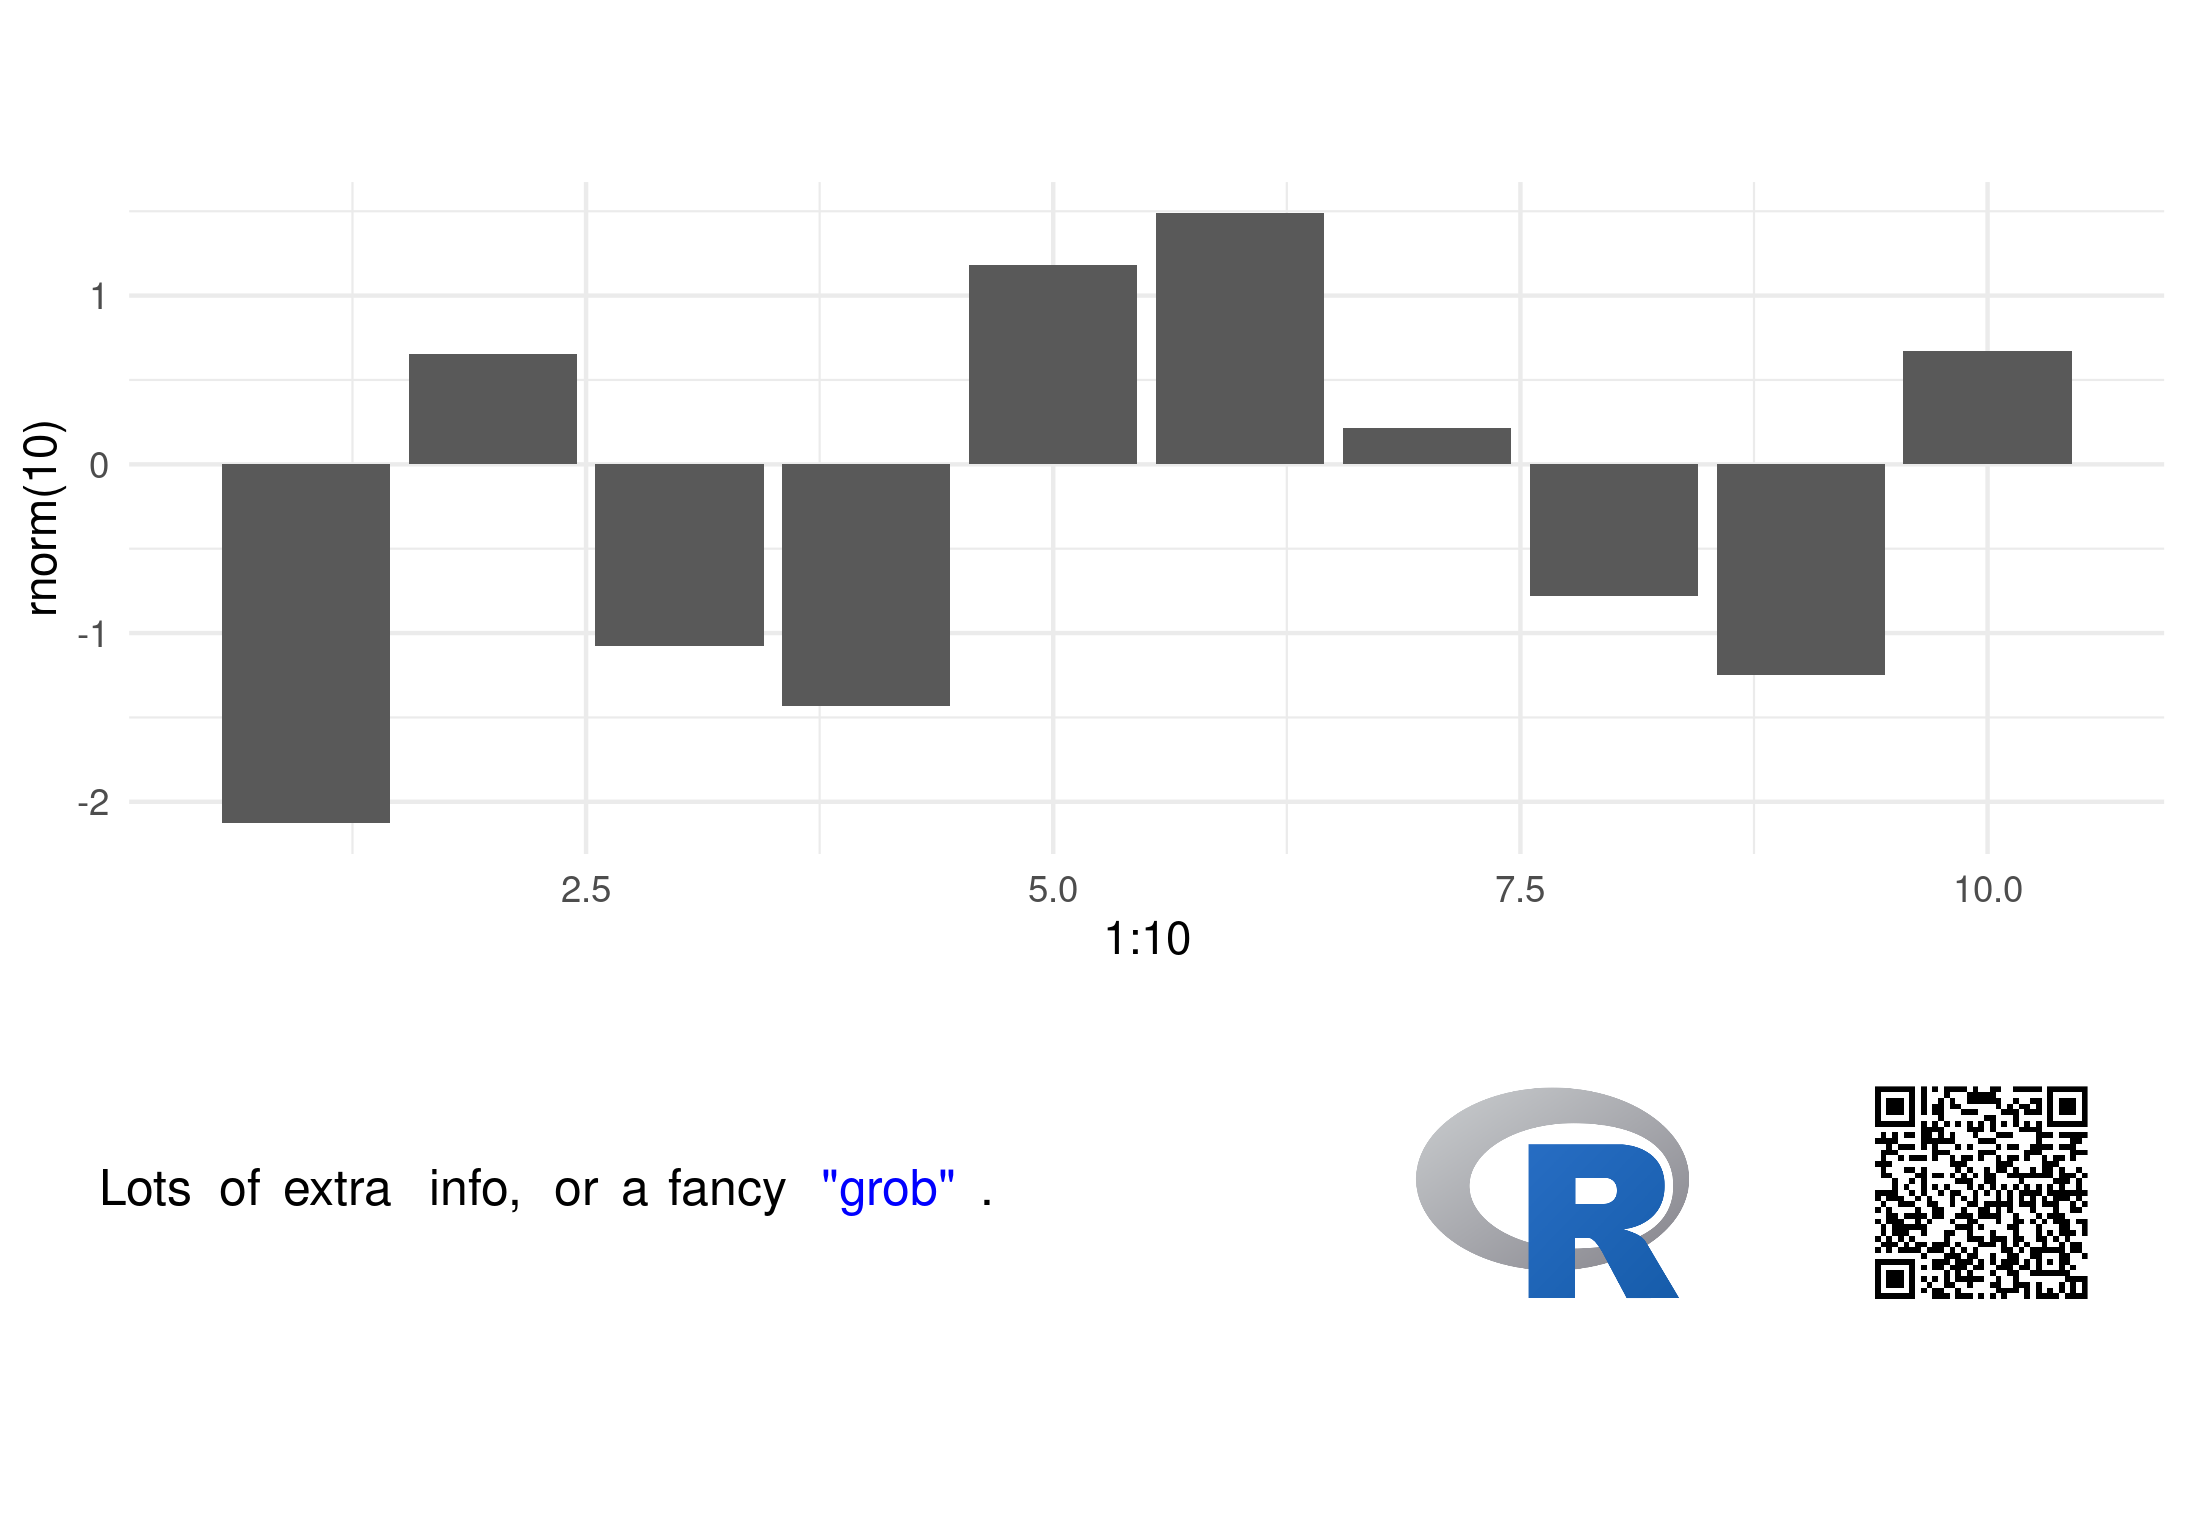 1
0
-1
-2
rnorm(10)
2.5 5.0 7.5 10.0
1:10
Lots of extra info, or a fancy "grob" .
R